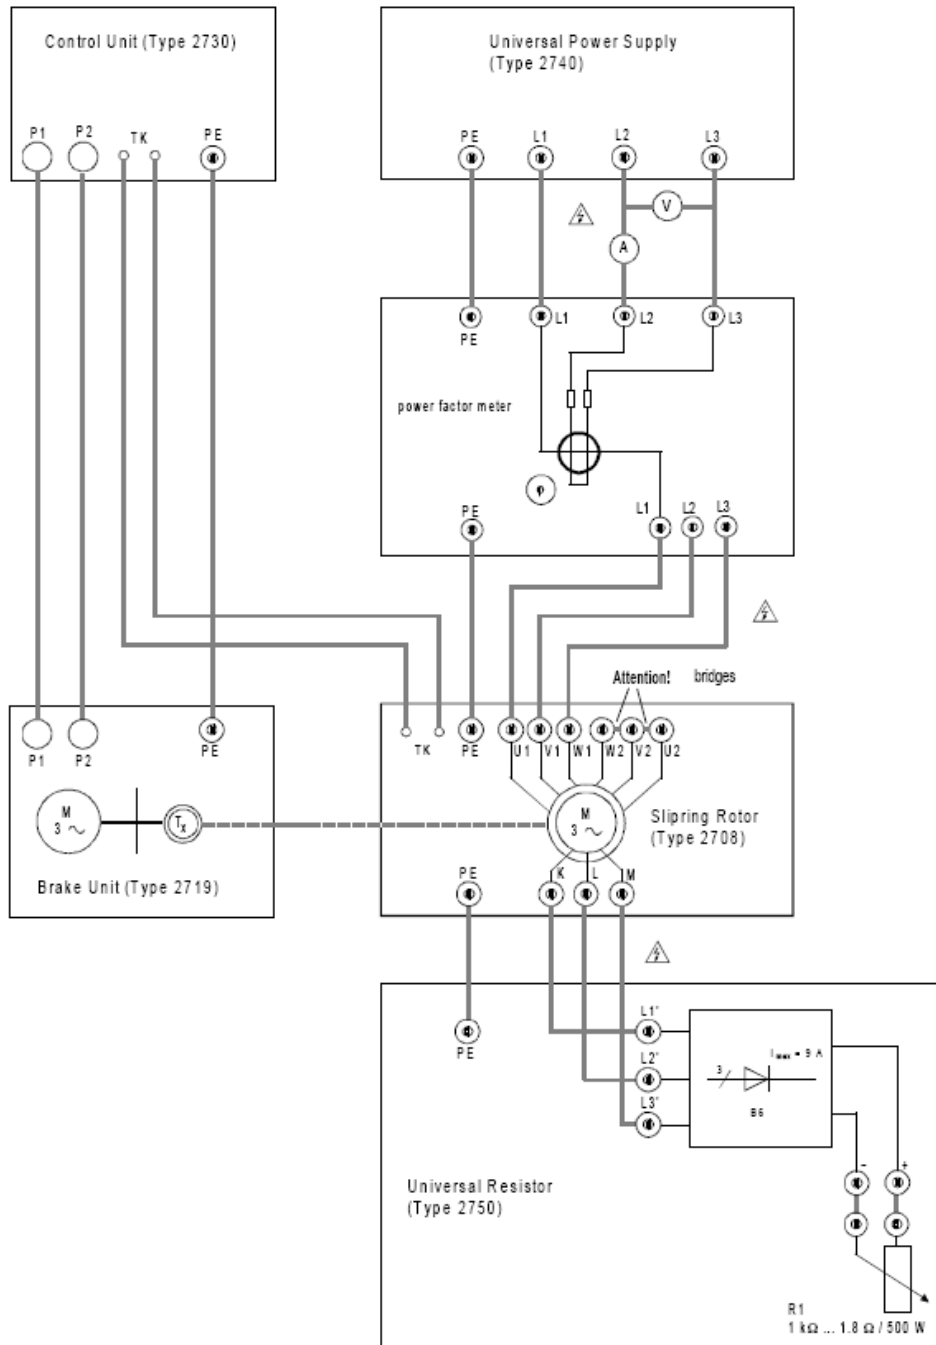 Control Unit (Type 2730)
P1 P2 TK PE
Universal Power Supply
(Type 2740)
PE L1 L2 L3
V
A
PE L1 L2 L3
power factor meter
φ
PE L1 L2 L3
Attention! bridges
TK PE U1 V1 W1 W2 V2 U2
M
3 ~
Slipring Rotor
(Type 2708)
PE K L M
P1 P2 PE
M
3 ~
Tx
Brake Unit (Type 2719)
PE
L1'
L2'
L3'
Imax = 9 A
3
B6
- +
Universal Resistor
(Type 2750)
R1
1 kΩ ... 1.8 Ω / 500 W